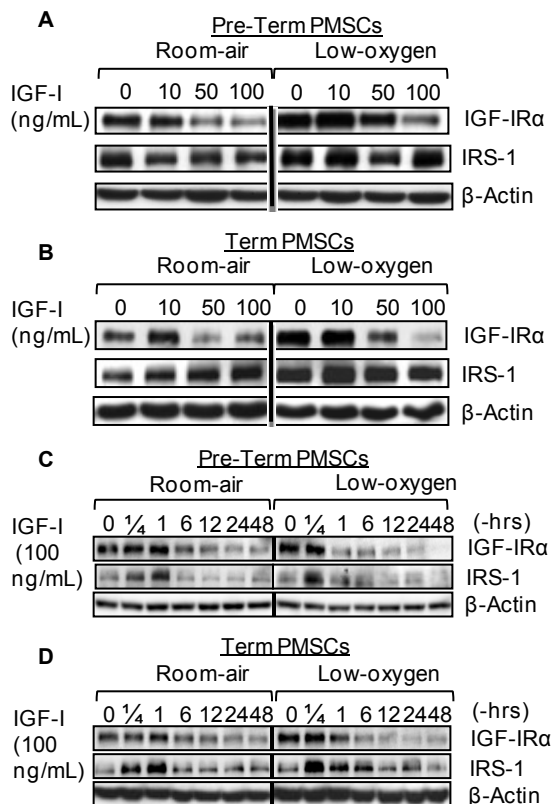 A
Pre-Term PMSCs
Room-air Low-oxygen
IGF-I (ng/mL) 0 10 50 100 0 10 50 100
IGF-IRα
IRS-1
β-Actin
B
Term PMSCs
Room-air Low-oxygen
IGF-I (ng/mL) 0 10 50 100 0 10 50 100
IGF-IRα
IRS-1
β-Actin
C
Pre-Term PMSCs
Room-air Low-oxygen
IGF-I (100 ng/mL) 0 ¼ 1 6 12 24 48 0 ¼ 1 6 12 24 48 (-hrs)
IGF-IRα
IRS-1
β-Actin
D
Term PMSCs
Room-air Low-oxygen
IGF-I (100 ng/mL) 0 ¼ 1 6 12 24 48 0 ¼ 1 6 12 24 48 (-hrs)
IGF-IRα
IRS-1
β-Actin